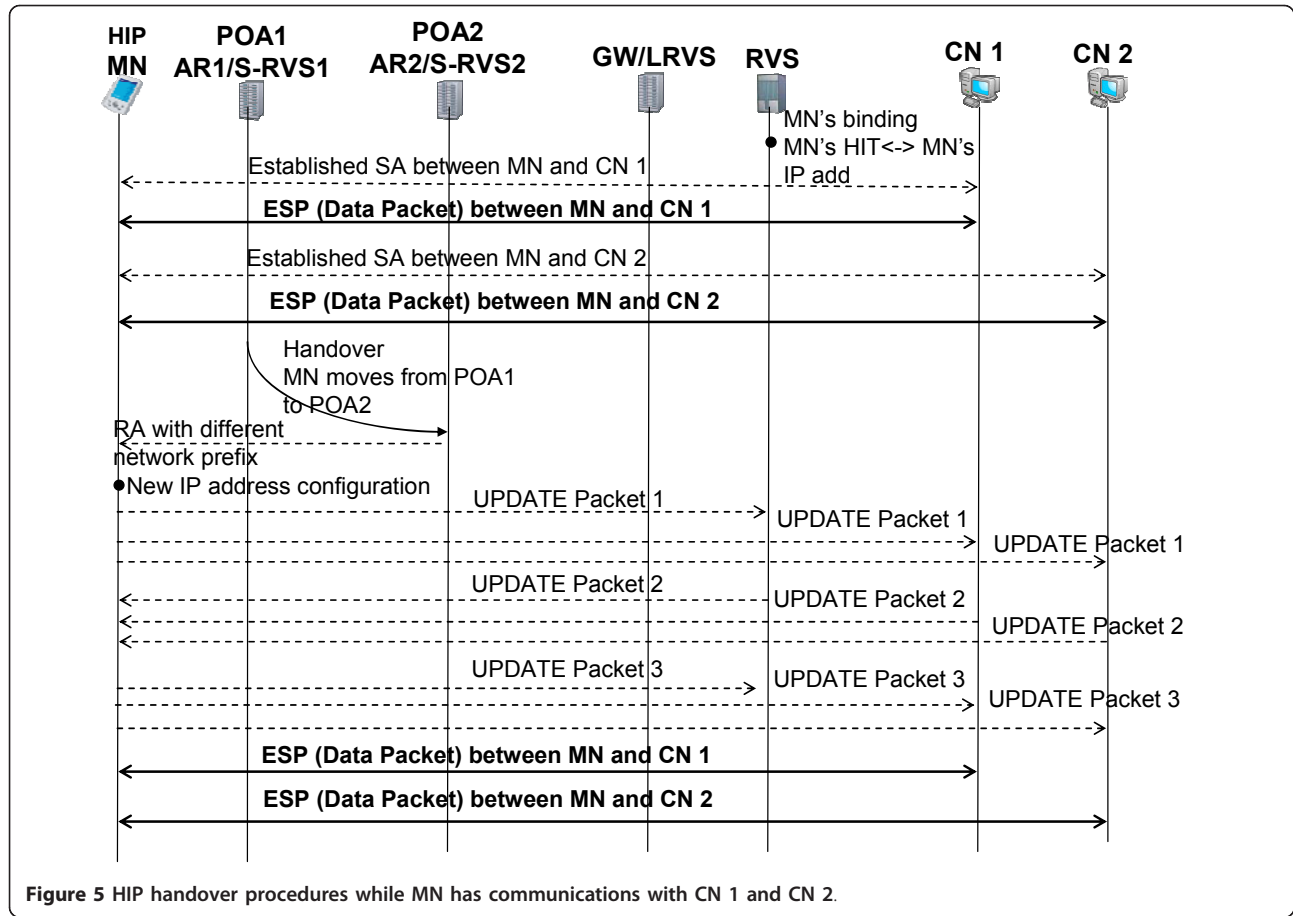 HIP
MN
POA1
AR1/S-RVS1
POA2
AR2/S-RVS2
GW/LRVS
RVS
CN 1
CN 2
MN's binding
MN's HIT<-> MN's
IP add
Established SA between MN and CN 1
ESP (Data Packet) between MN and CN 1
Established SA between MN and CN 2
ESP (Data Packet) between MN and CN 2
Handover
MN moves from POA1
to POA2
RA with different
network prefix
New IP address configuration
UPDATE Packet 1
UPDATE Packet 1
UPDATE Packet 1
UPDATE Packet 2
UPDATE Packet 2
UPDATE Packet 2
UPDATE Packet 3
UPDATE Packet 3
UPDATE Packet 3
ESP (Data Packet) between MN and CN 1
ESP (Data Packet) between MN and CN 2
Figure 5 HIP handover procedures while MN has communications with CN 1 and CN 2.